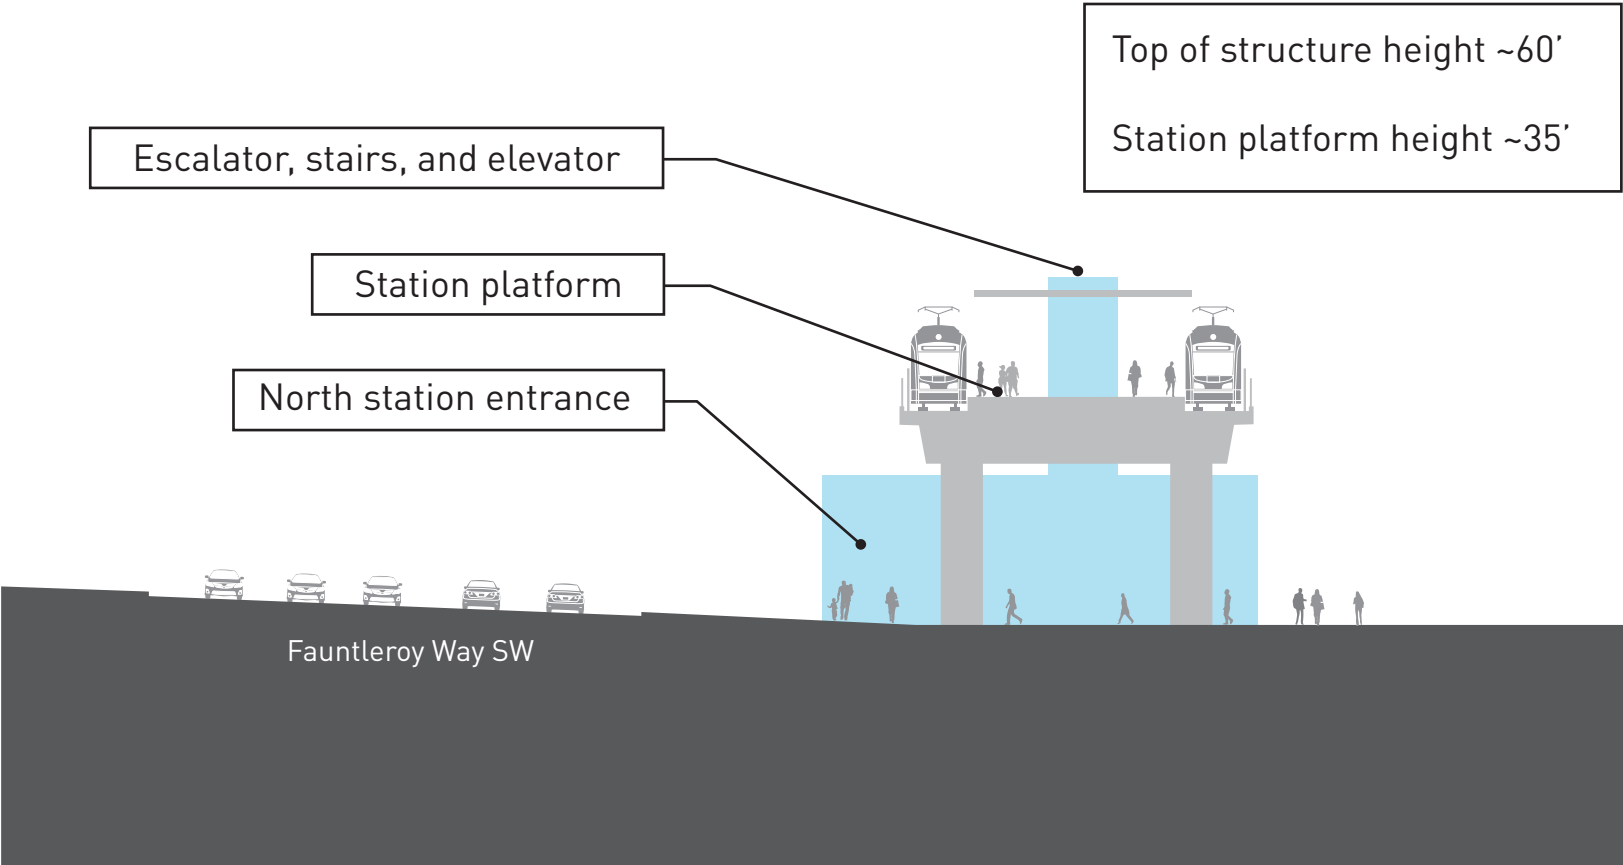 Top of structure height ~60’
Station platform height ~35’
Escalator, stairs, and elevator
Station platform
North station entrance
Fauntleroy Way SW